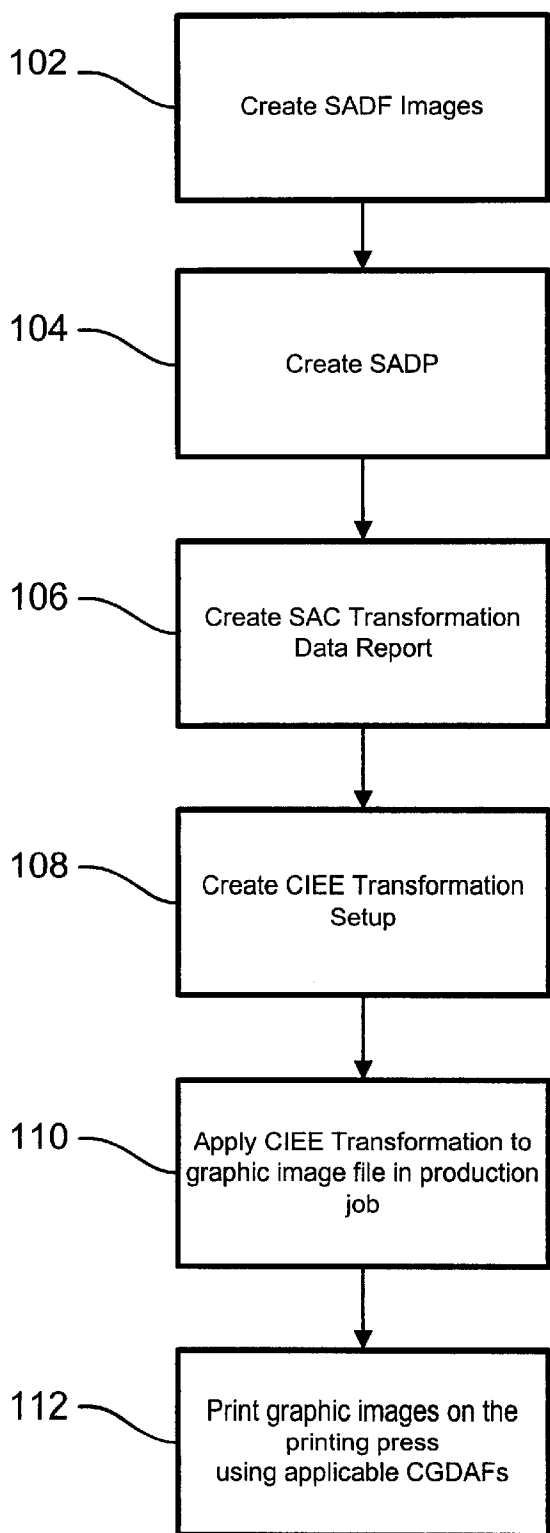 102
Create SADF Images
104
Create SADP
106
Create SAC Transformation
Data Report
108
Create CIEE Transformation
Setup
110
Apply CIEE Transformation to
graphic image file in production
job
112
Print graphic images on the
printing press
using applicable CGDAFs